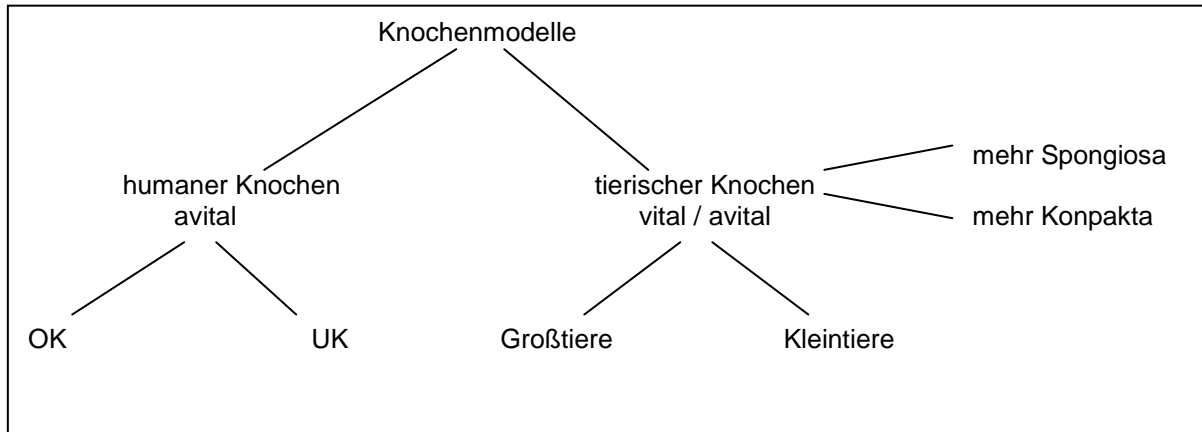 Knochenmodelle
mehr Spongiosa
humaner Knochen
avital
tierischer Knochen
vital / avital
mehr Konpakta
OK
UK
Großtiere
Kleintiere